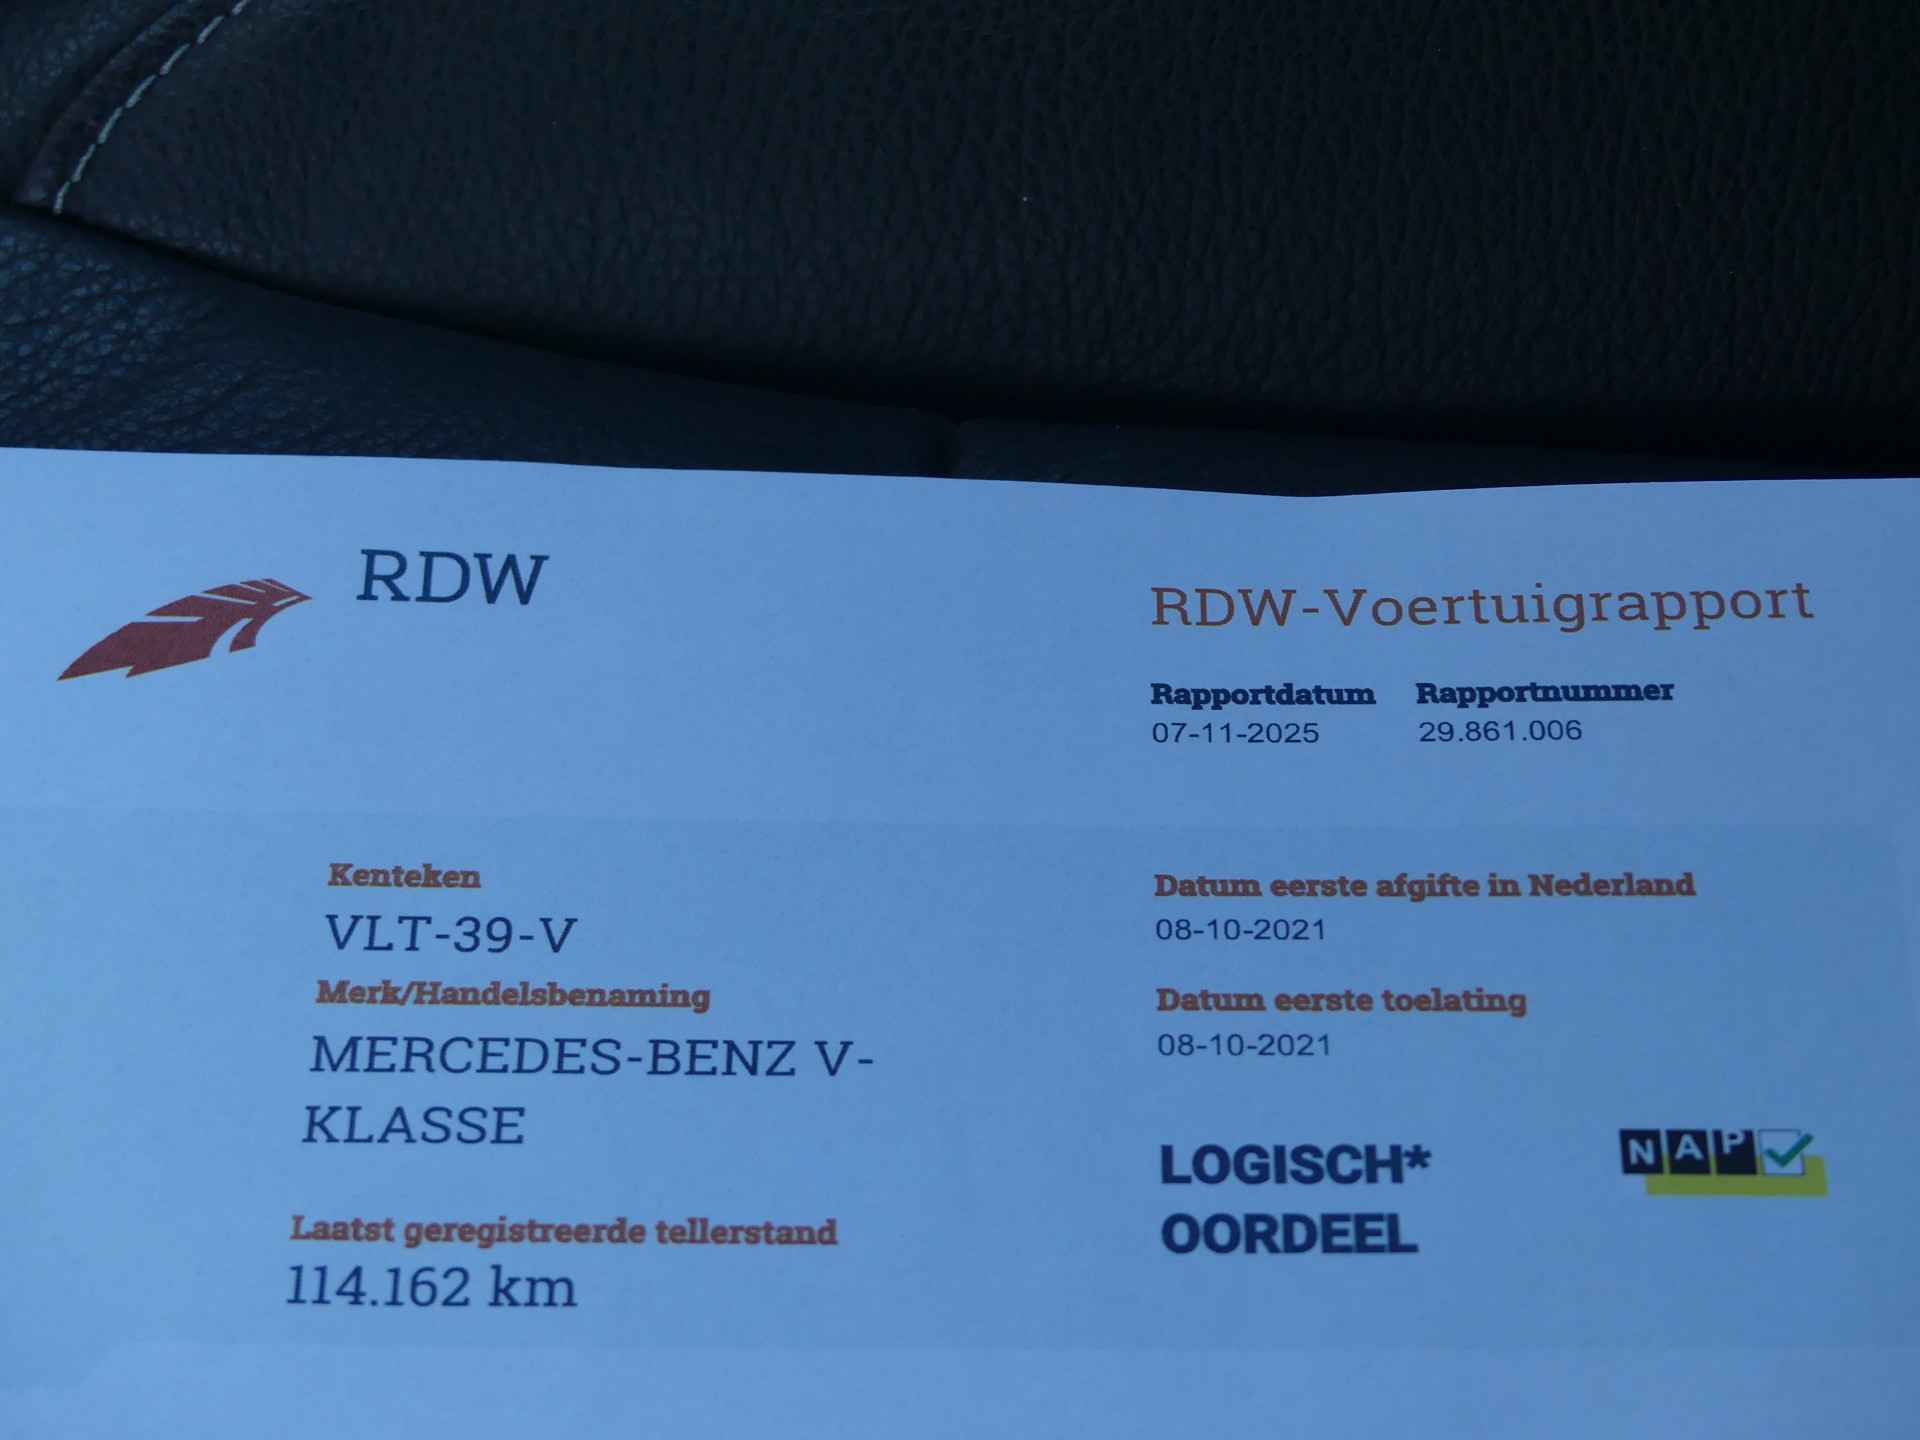 RDW
RDW-Voertuigrapport
Rapportdatum Rapportnummer
07-11-2025 29.861.006
Kenteken
VLT-39-V
Merk/Handelsbenaming
MERCEDES-BENZ V-
KLASSE
Laatst geregistreerde tellerstand
114.162 km
Datum eerste afgifte in Nederland
08-10-2021
Datum eerste toelating
08-10-2021
LOGISCH*
OORDEEL
NAP